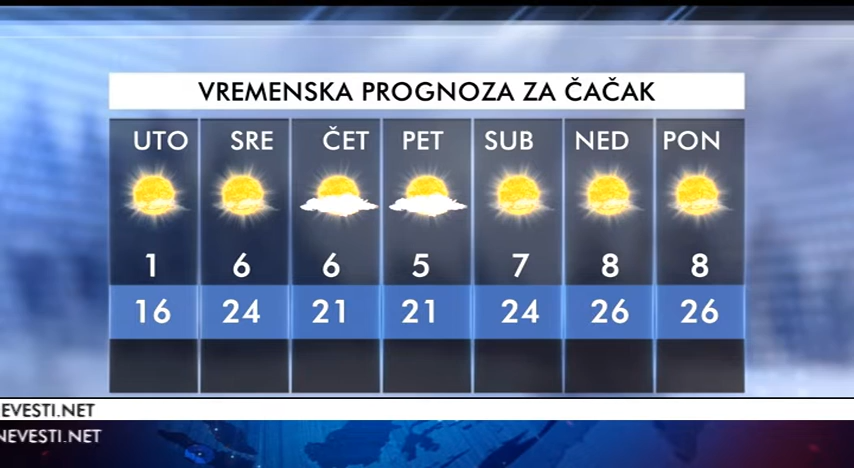 VREMENSKA PROGNOZA ZA ČAČAK
UTO SRE ČET PET SUB NED PON
1 6 6 5 7 8 8
16 24 21 21 24 26 26
EVESTI.NET
NEVESTI.NET